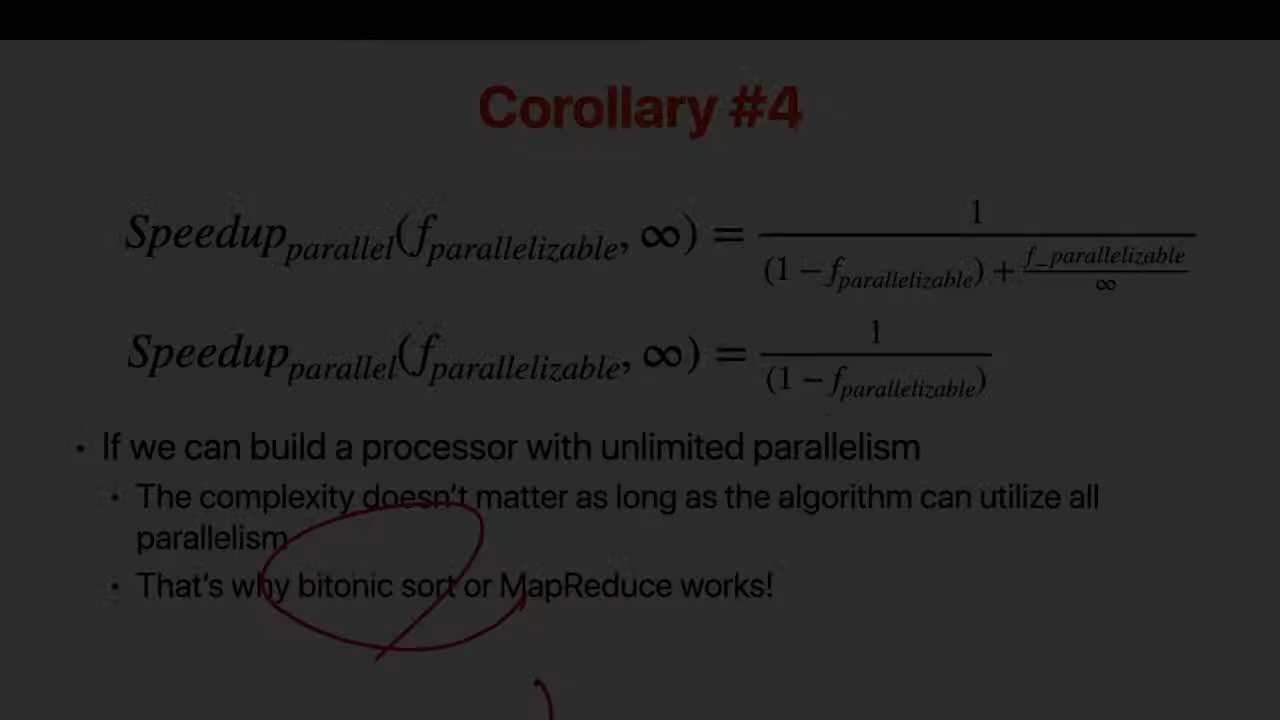 Corollary #4
Speedup_parallel(f_parallelizable, ∞) = 1 / ((1 − f_parallelizable) + f_parallelizable / ∞)
Speedup_parallel(f_parallelizable, ∞) = 1 / (1 − f_parallelizable)
• If we can build a processor with unlimited parallelism
• The complexity doesn't matter as long as the algorithm can utilize all
parallelism
• That's why bitonic sort or MapReduce works!